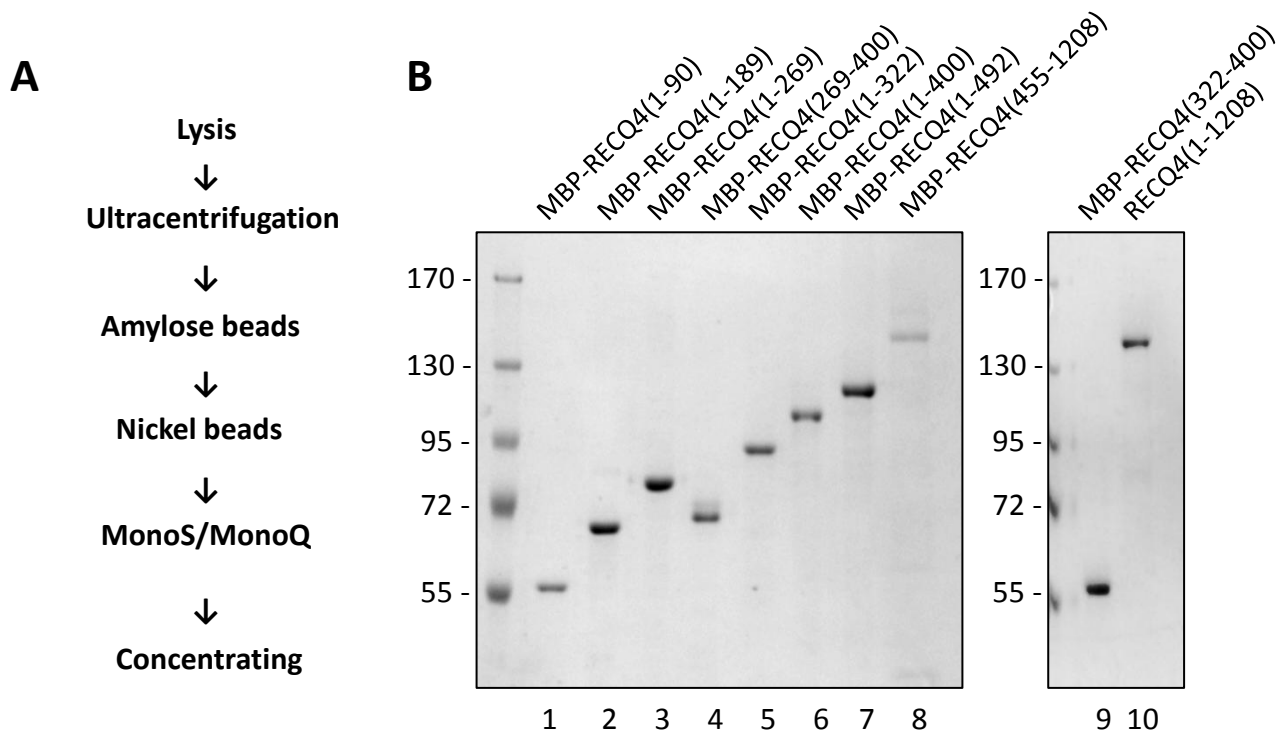 A
Lysis
↓
Ultracentrifugation
↓
Amylose beads
↓
Nickel beads
↓
MonoS/MonoQ
↓
Concentrating
B
MBP-RECQ4(1-90)
MBP-RECQ4(1-189)
MBP-RECQ4(1-269)
MBP-RECQ4(269-400)
MBP-RECQ4(1-322)
MBP-RECQ4(1-400)
MBP-RECQ4(1-492)
MBP-RECQ4(455-1208)
170 -
130 -
95 -
72 -
55 -
1 2 3 4 5 6 7 8
MBP-RECQ4(322-400)
RECQ4(1-1208)
170 -
130 -
95 -
72 -
55 -
9 10